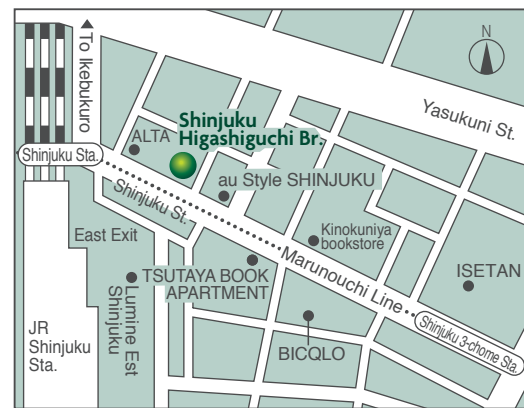 To Ikebukuro
N
Yasukuni St.
Shinjuku
Higashiguchi Br.
ALTA
Shinjuku Sta.
au Style SHINJUKU
Shinjuku St.
Kinokuniya
bookstore
East Exit
Marunouchi Line
ISETAN
TSUTAYA BOOK
APARTMENT
Lumine Est
Shinjuku
JR
Shinjuku
Sta.
BICQLO
Shinjuku 3-chome Sta.